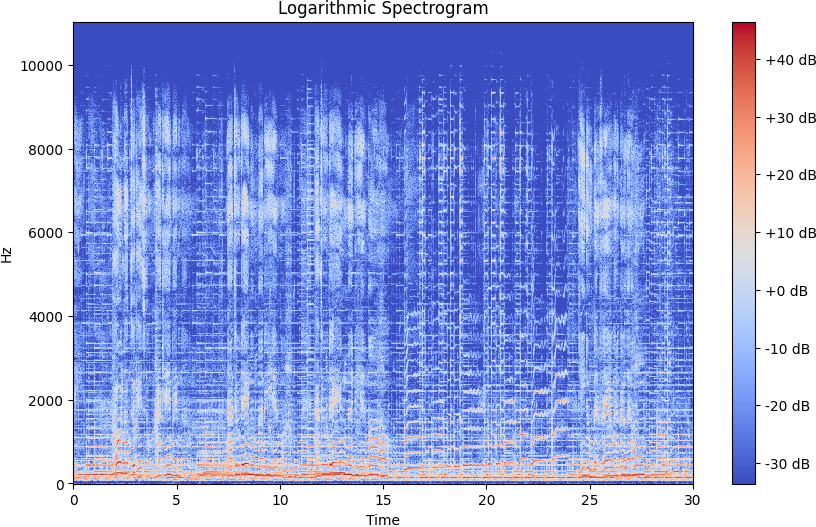 Logarithmic Spectrogram
10000
8000
6000
4000
2000
0
Hz
0 5 10 15 20 25 30
Time
+40 dB
+30 dB
+20 dB
+10 dB
+0 dB
-10 dB
-20 dB
-30 dB